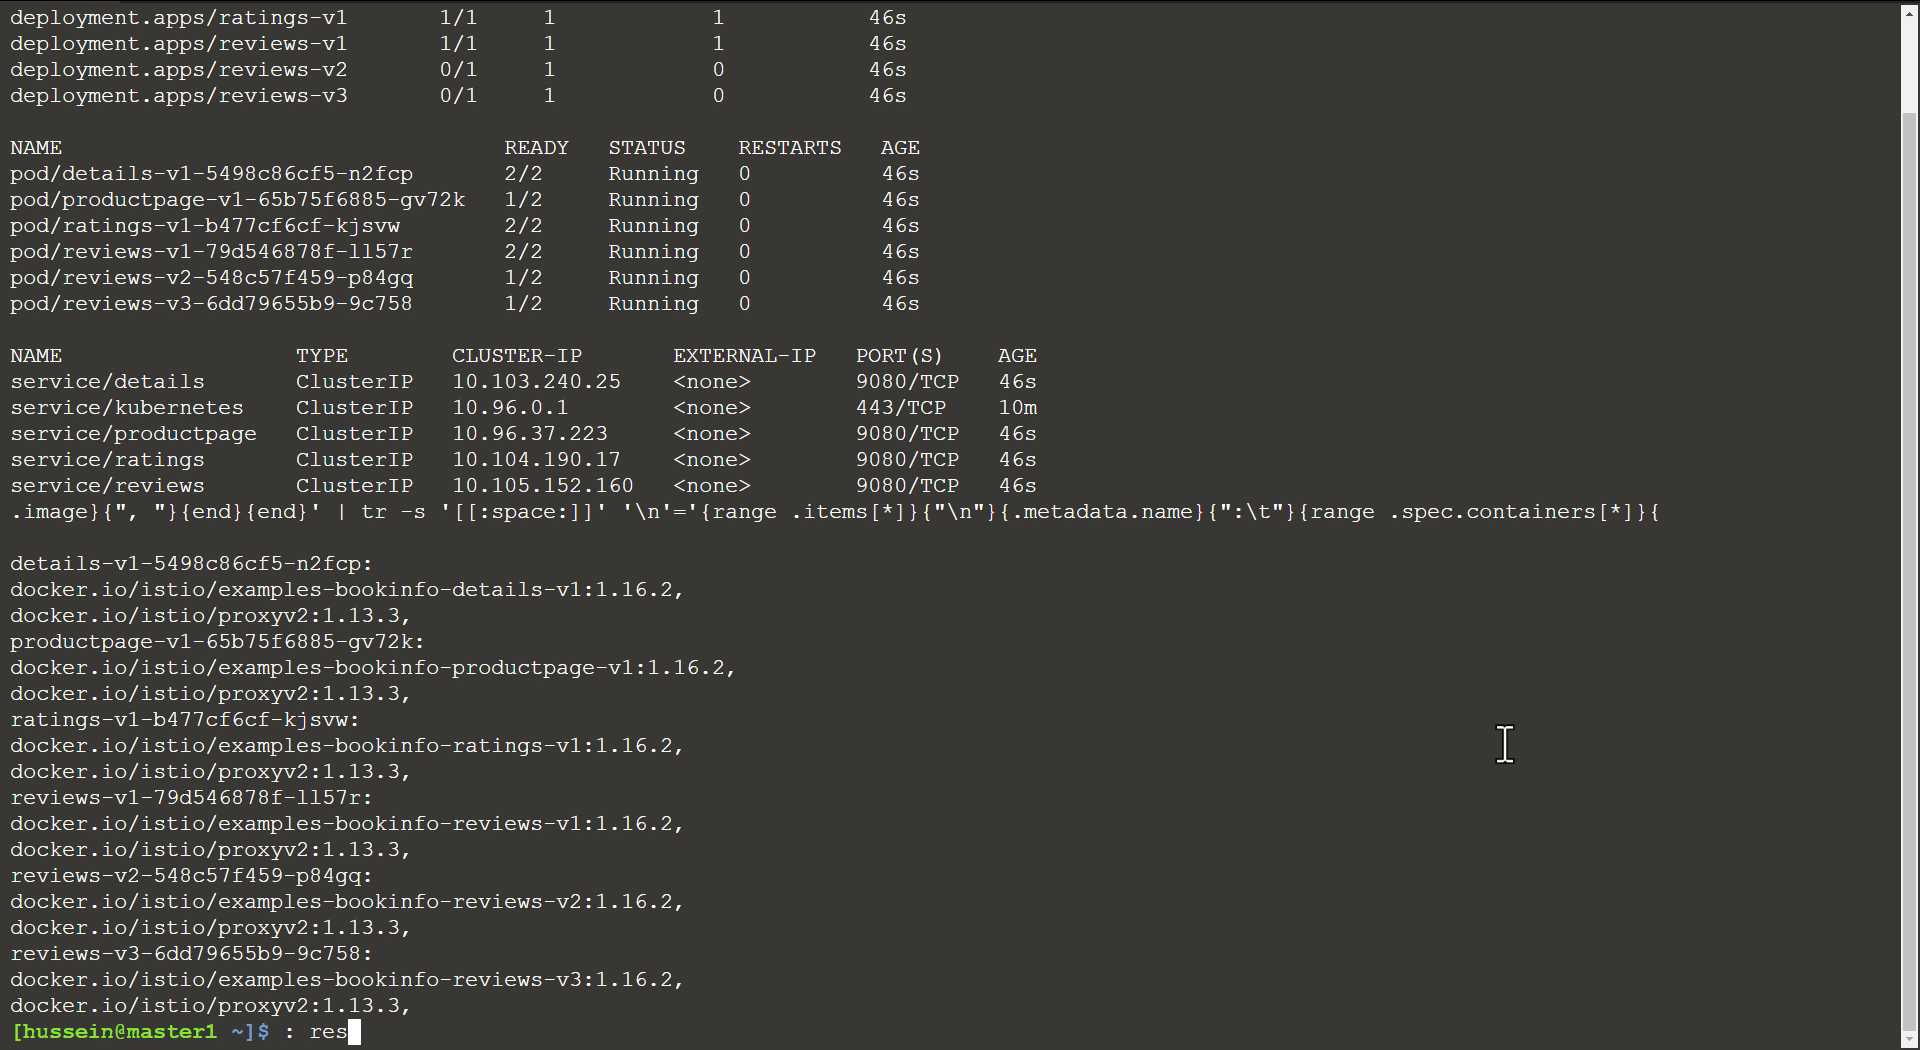 deployment.apps/ratings-v1 1/1 1 1 46s
deployment.apps/reviews-v1 1/1 1 1 46s
deployment.apps/reviews-v2 0/1 1 0 46s
deployment.apps/reviews-v3 0/1 1 0 46s
NAME READY STATUS RESTARTS AGE
pod/details-v1-5498c86cf5-n2fcp 2/2 Running 0 46s
pod/productpage-v1-65b75f6885-gv72k 1/2 Running 0 46s
pod/ratings-v1-b477cf6cf-kjsvw 2/2 Running 0 46s
pod/reviews-v1-79d546878f-ll57r 2/2 Running 0 46s
pod/reviews-v2-548c57f459-p84gq 1/2 Running 0 46s
pod/reviews-v3-6dd79655b9-9c758 1/2 Running 0 46s
NAME TYPE CLUSTER-IP EXTERNAL-IP PORT(S) AGE
service/details ClusterIP 10.103.240.25 <none> 9080/TCP 46s
service/kubernetes ClusterIP 10.96.0.1 <none> 443/TCP 10m
service/productpage ClusterIP 10.96.37.223 <none> 9080/TCP 46s
service/ratings ClusterIP 10.104.190.17 <none> 9080/TCP 46s
service/reviews ClusterIP 10.105.152.160 <none> 9080/TCP 46s
.image}{", "}{end}{end}' | tr -s '[[:space:]]' '\n'='{range .items[*]}{"\n"}{.metadata.name}{":\t"}{range .spec.containers[*]}{
details-v1-5498c86cf5-n2fcp:
docker.io/istio/examples-bookinfo-details-v1:1.16.2,
docker.io/istio/proxyv2:1.13.3,
productpage-v1-65b75f6885-gv72k:
docker.io/istio/examples-bookinfo-productpage-v1:1.16.2,
docker.io/istio/proxyv2:1.13.3,
ratings-v1-b477cf6cf-kjsvw:
docker.io/istio/examples-bookinfo-ratings-v1:1.16.2,
docker.io/istio/proxyv2:1.13.3,
reviews-v1-79d546878f-ll57r:
docker.io/istio/examples-bookinfo-reviews-v1:1.16.2,
docker.io/istio/proxyv2:1.13.3,
reviews-v2-548c57f459-p84gq:
docker.io/istio/examples-bookinfo-reviews-v2:1.16.2,
docker.io/istio/proxyv2:1.13.3,
reviews-v3-6dd79655b9-9c758:
docker.io/istio/examples-bookinfo-reviews-v3:1.16.2,
docker.io/istio/proxyv2:1.13.3,
[hussein@master1 ~]$ : res